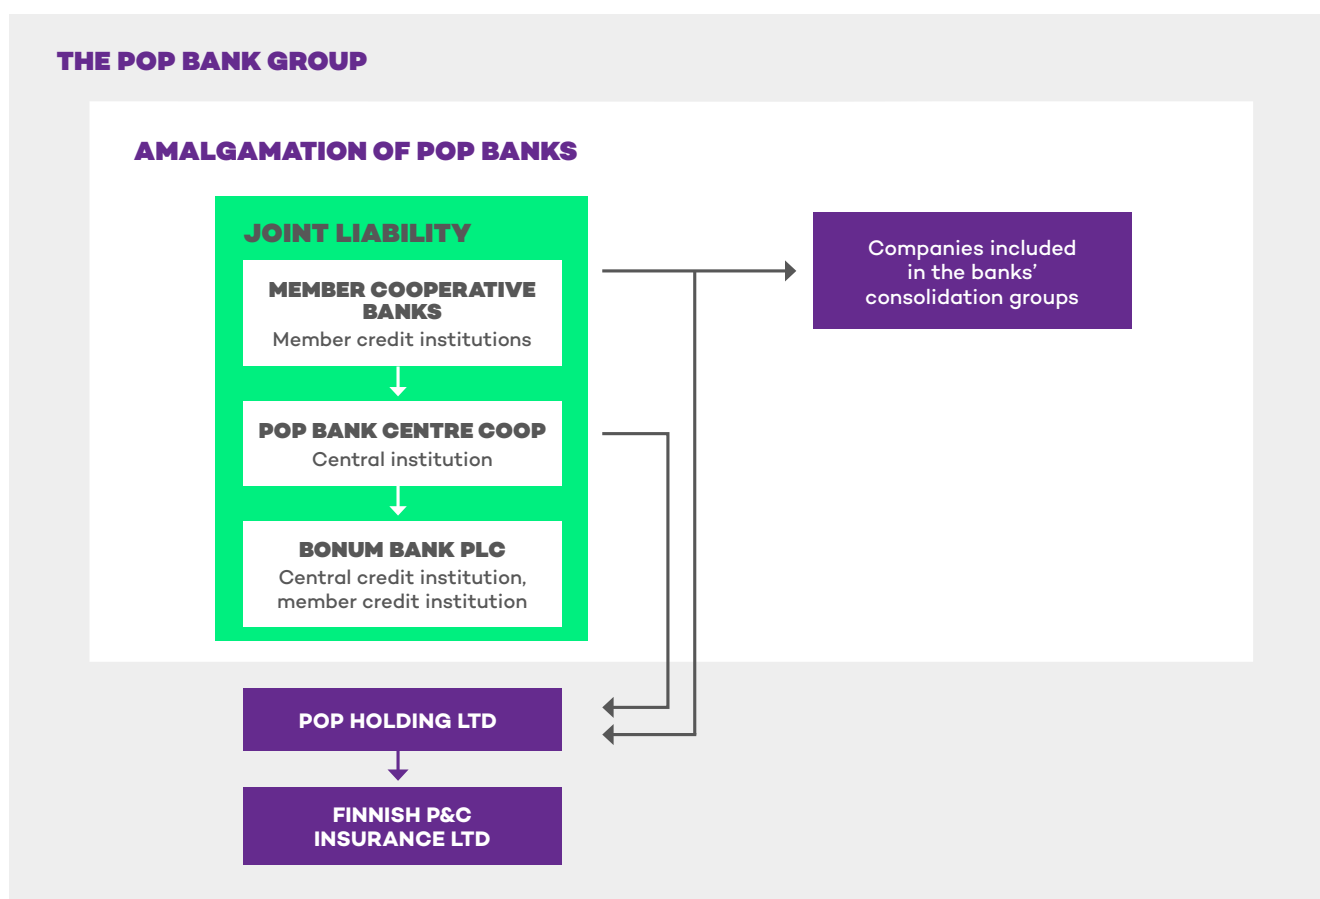 THE POP BANK GROUP
AMALGAMATION OF POP BANKS
JOINT LIABILITY
MEMBER COOPERATIVE
BANKS
Member credit institutions
POP BANK CENTRE COOP
Central institution
BONUM BANK PLC
Central credit institution,
member credit institution
Companies included
in the banks’
consolidation groups
POP HOLDING LTD
FINNISH P&C
INSURANCE LTD